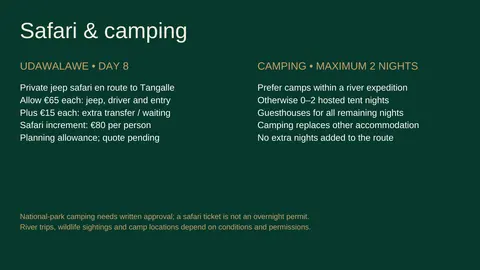 Safari & camping
UDAWALAWE • DAY 8
Private jeep safari en route to Tangalle
Allow €65 each: jeep, driver and entry
Plus €15 each: extra transfer / waiting
Safari increment: €80 per person
Planning allowance; quote pending
CAMPING • MAXIMUM 2 NIGHTS
Prefer camps within a river expedition
Otherwise 0–2 hosted tent nights
Guesthouses for all remaining nights
Camping replaces other accommodation
No extra nights added to the route
National-park camping needs written approval; a safari ticket is not an overnight permit.
River trips, wildlife sightings and camp locations depend on conditions and permissions.